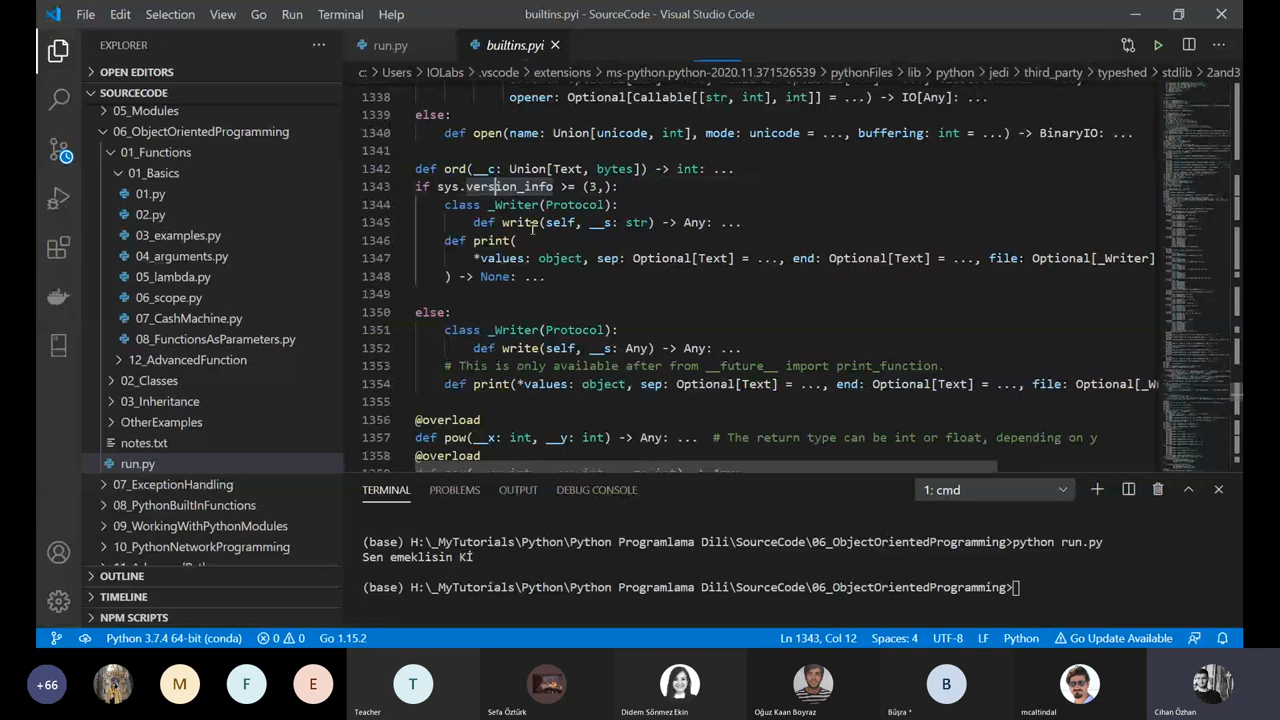 File Edit Selection View Go Run Terminal Help builtins.pyi - SourceCode - Visual Studio Code
EXPLORER
OPEN EDITORS
SOURCECODE
05_Modules
06_ObjectOrientedProgramming
01_Functions
01_Basics
01.py
02.py
03_examples.py
04_arguments.py
05_lambda.py
06_scope.py
07_CashMachine.py
08_FunctionsAsParameters.py
12_AdvancedFunction
02_Classes
03_Inheritance
OtherExamples
notes.txt
run.py
07_ExceptionHandling
08_PythonBuiltInFunctions
09_WorkingWithPythonModules
10_PythonNetworkProgramming
OUTLINE
TIMELINE
NPM SCRIPTS
run.py builtins.pyi
c: > Users > IOLabs > .vscode > extensions > ms-python.python-2020.11.371526539 > pythonFiles > lib > python > jedi > third_party > typeshed > stdlib > 2and3
1338 opener: Optional[Callable[[str, int], int]] = ...) -> IO[Any]: ...
1339 else:
1340 def open(name: Union[unicode, int], mode: unicode = ..., buffering: int = ...) -> BinaryIO: ...
1341
1342 def ord(__c: Union[Text, bytes]) -> int: ...
1343 if sys.version_info >= (3,):
1344 class _Writer(Protocol):
1345 def write(self, __s: str) -> Any: ...
1346 def print(
1347 *values: object, sep: Optional[Text] = ..., end: Optional[Text] = ..., file: Optional[_Writer]
1348 ) -> None: ...
1349
1350 else:
1351 class _Writer(Protocol):
1352 def write(self, __s: Any) -> Any: ...
1353 # This is only available after from __future__ import print_function.
1354 def print(*values: object, sep: Optional[Text] = ..., end: Optional[Text] = ..., file: Optional[_W
1355
1356 @overload
1357 def pow(__x: int, __y: int) -> Any: ... # The return type can be int or float, depending on y
1358 @overload
TERMINAL PROBLEMS OUTPUT DEBUG CONSOLE 1: cmd
(base) H:\_MyTutorials\Python\Python Programlama Dili\SourceCode\06_ObjectOrientedProgramming>python run.py
Sen emeklisin Kİ
(base) H:\_MyTutorials\Python\Python Programlama Dili\SourceCode\06_ObjectOrientedProgramming>
Python 3.7.4 64-bit (conda) 0 0 Go 1.15.2 Ln 1343, Col 12 Spaces: 4 UTF-8 LF Python Go Update Available
+66 M F E T B
Teacher Sefa Öztürk Didem Sönmez Ekin Oğuz Kaan Boyraz Büşra * mcaltindal Cihan Özhan